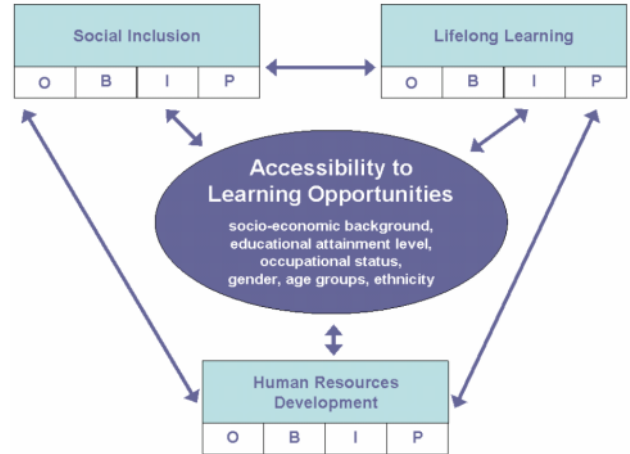 Social Inclusion
O B I P
Lifelong Learning
O B I P
Accessibility to
Learning Opportunities
socio-economic background,
educational attainment level,
occupational status,
gender, age groups, ethnicity
Human Resources
Development
O B I P